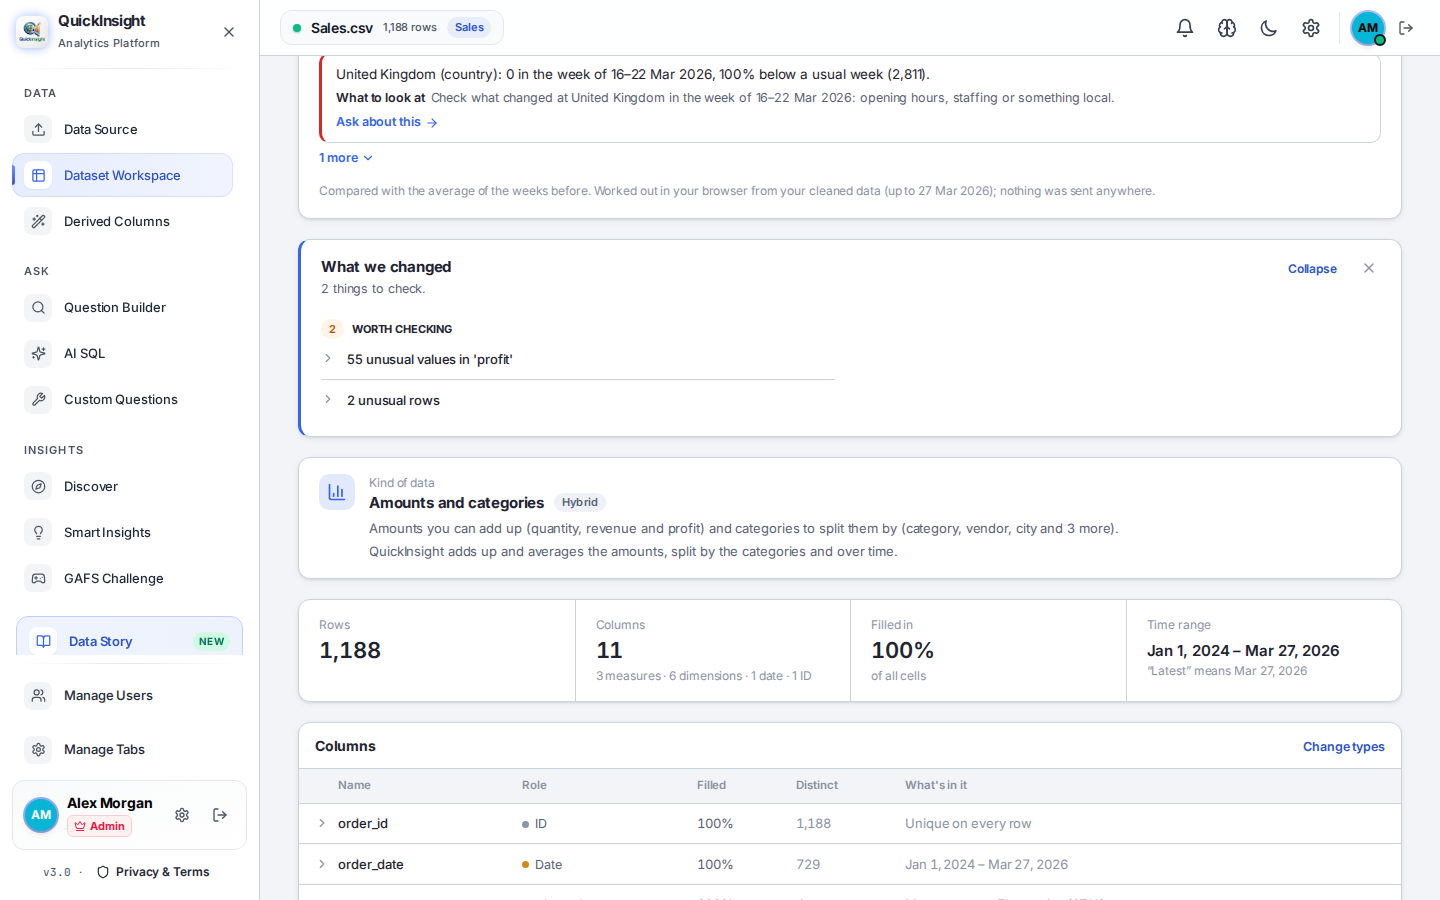 QuickInsight
Analytics Platform
DATA
Data Source
Dataset Workspace
Derived Columns
ASK
Question Builder
AI SQL
Custom Questions
INSIGHTS
Discover
Smart Insights
GAFS Challenge
Data Story NEW
Manage Users
Manage Tabs
AM Alex Morgan
Admin
v3.0 · Privacy & Terms
Sales.csv 1,188 rows Sales
AM
United Kingdom (country): 0 in the week of 16–22 Mar 2026, 100% below a usual week (2,811).
What to look at Check what changed at United Kingdom in the week of 16–22 Mar 2026: opening hours, staffing or something local.
Ask about this →
1 more
Compared with the average of the weeks before. Worked out in your browser from your cleaned data (up to 27 Mar 2026); nothing was sent anywhere.
What we changed
Collapse
2 things to check.
2 WORTH CHECKING
55 unusual values in 'profit'
2 unusual rows
Kind of data
Amounts and categories Hybrid
Amounts you can add up (quantity, revenue and profit) and categories to split them by (category, vendor, city and 3 more).
QuickInsight adds up and averages the amounts, split by the categories and over time.
Rows
1,188
Columns
11
3 measures · 6 dimensions · 1 date · 1 ID
Filled in
100%
of all cells
Time range
Jan 1, 2024 – Mar 27, 2026
“Latest” means Mar 27, 2026
Columns
Change types
Name Role Filled Distinct What's in it
order_id ID 100% 1,188 Unique on every row
order_date Date 100% 729 Jan 1, 2024 – Mar 27, 2026